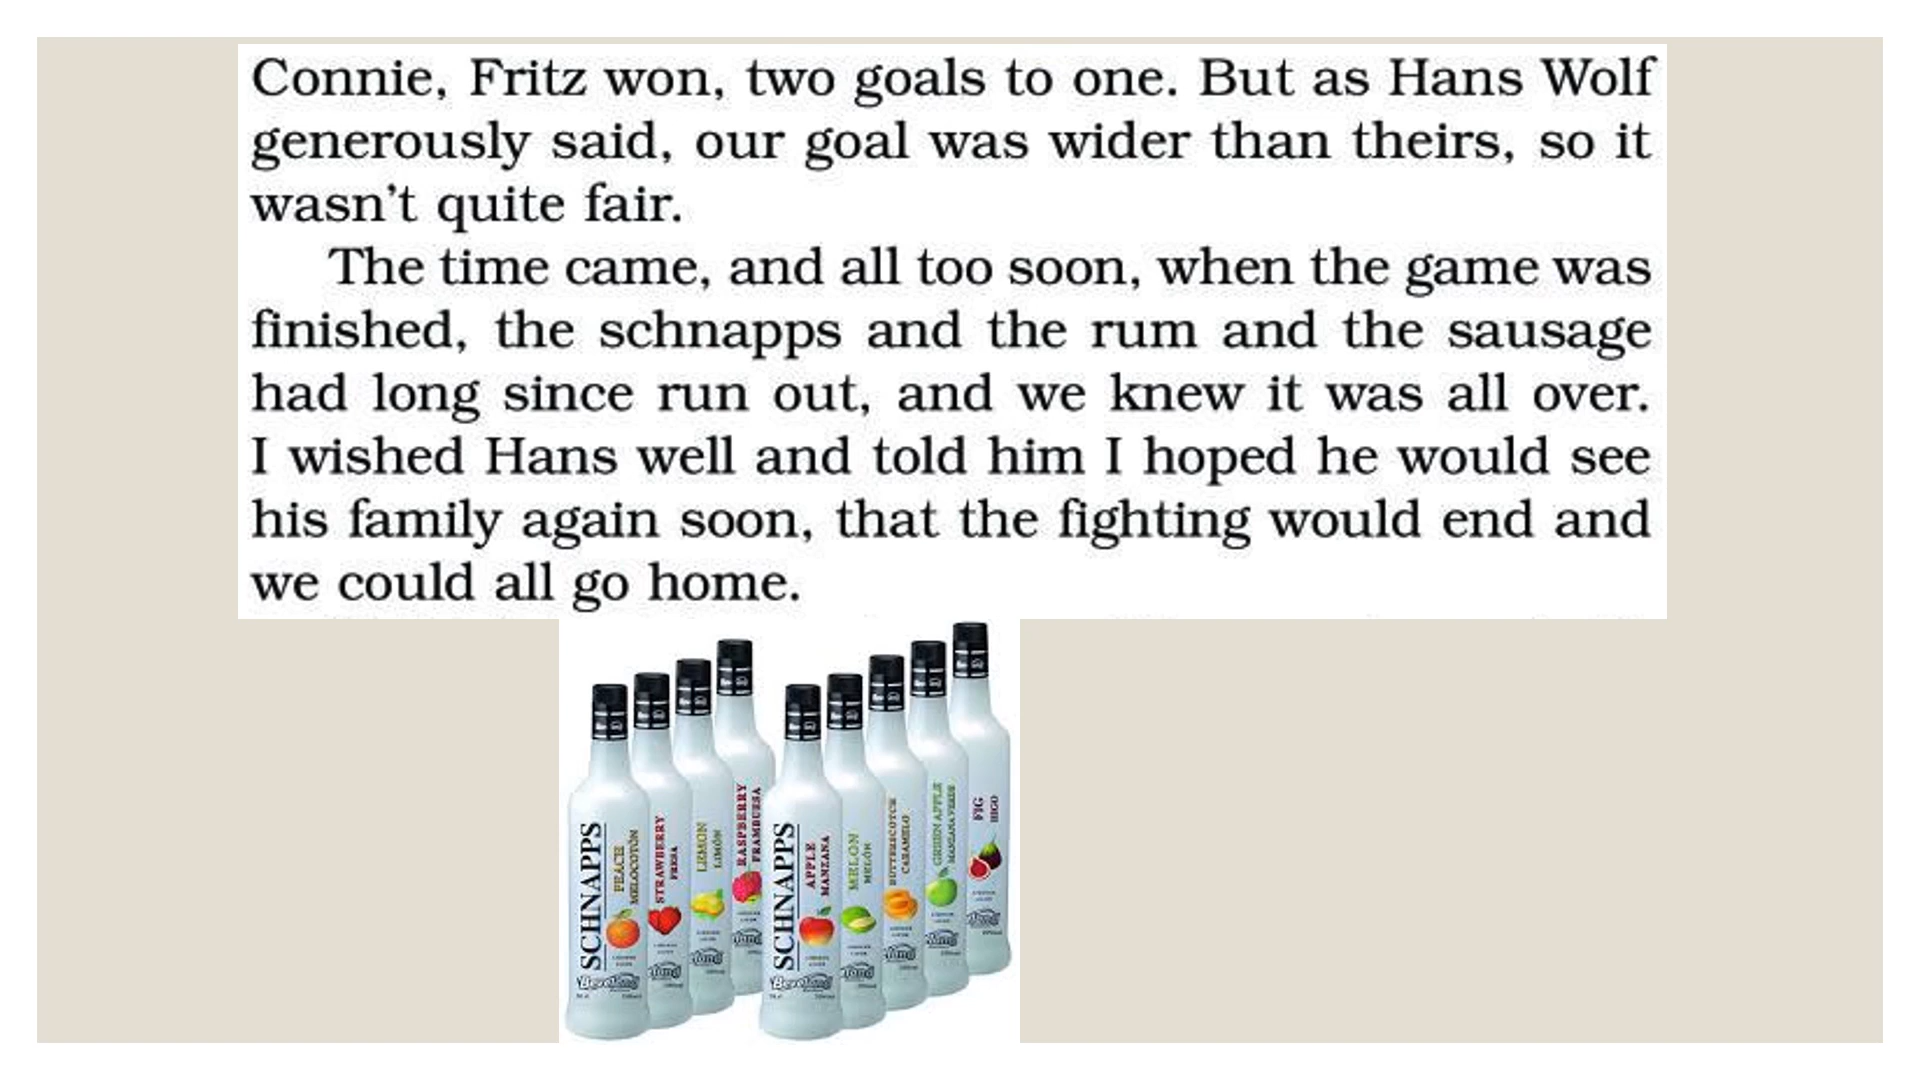 Connie, Fritz won, two goals to one. But as Hans Wolf
generously said, our goal was wider than theirs, so it
wasn't quite fair.
The time came, and all too soon, when the game was
finished, the schnapps and the rum and the sausage
had long since run out, and we knew it was all over.
I wished Hans well and told him I hoped he would see
his family again soon, that the fighting would end and
we could all go home.
SCHNAPPS
PEACH
MELOCOTÓN
STRAWBERRY
FRESA
LEMON
LIMÓN
RASPBERRY
FRAMBUESA
SCHNAPPS
APPLE
MANZANA
MELON
MELÓN
BUTTERSCOTCH
CARAMELO
GREEN APPLE
MANZANA VERDE
FIG
HIGO